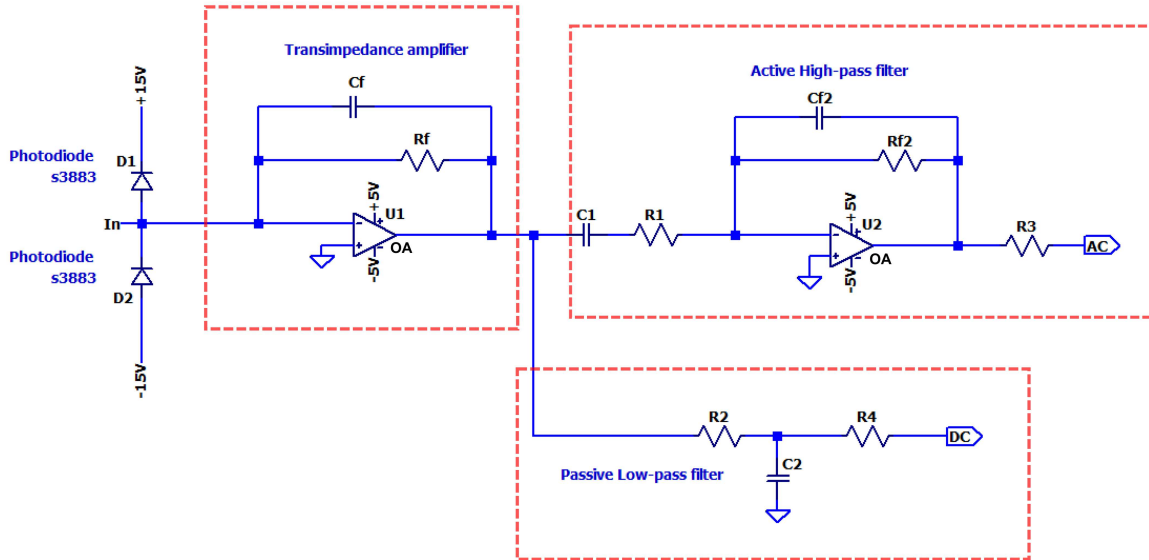 Transimpedance amplifier
Cf
Rf
+5V
U1
OA
-5V
+15V
Photodiode
s3883
D1
In
Photodiode
s3883
D2
-15V
Active High-pass filter
Cf2
Rf2
C1
R1
+5V
U2
OA
-5V
R3
AC
R2
R4
DC
C2
Passive Low-pass filter